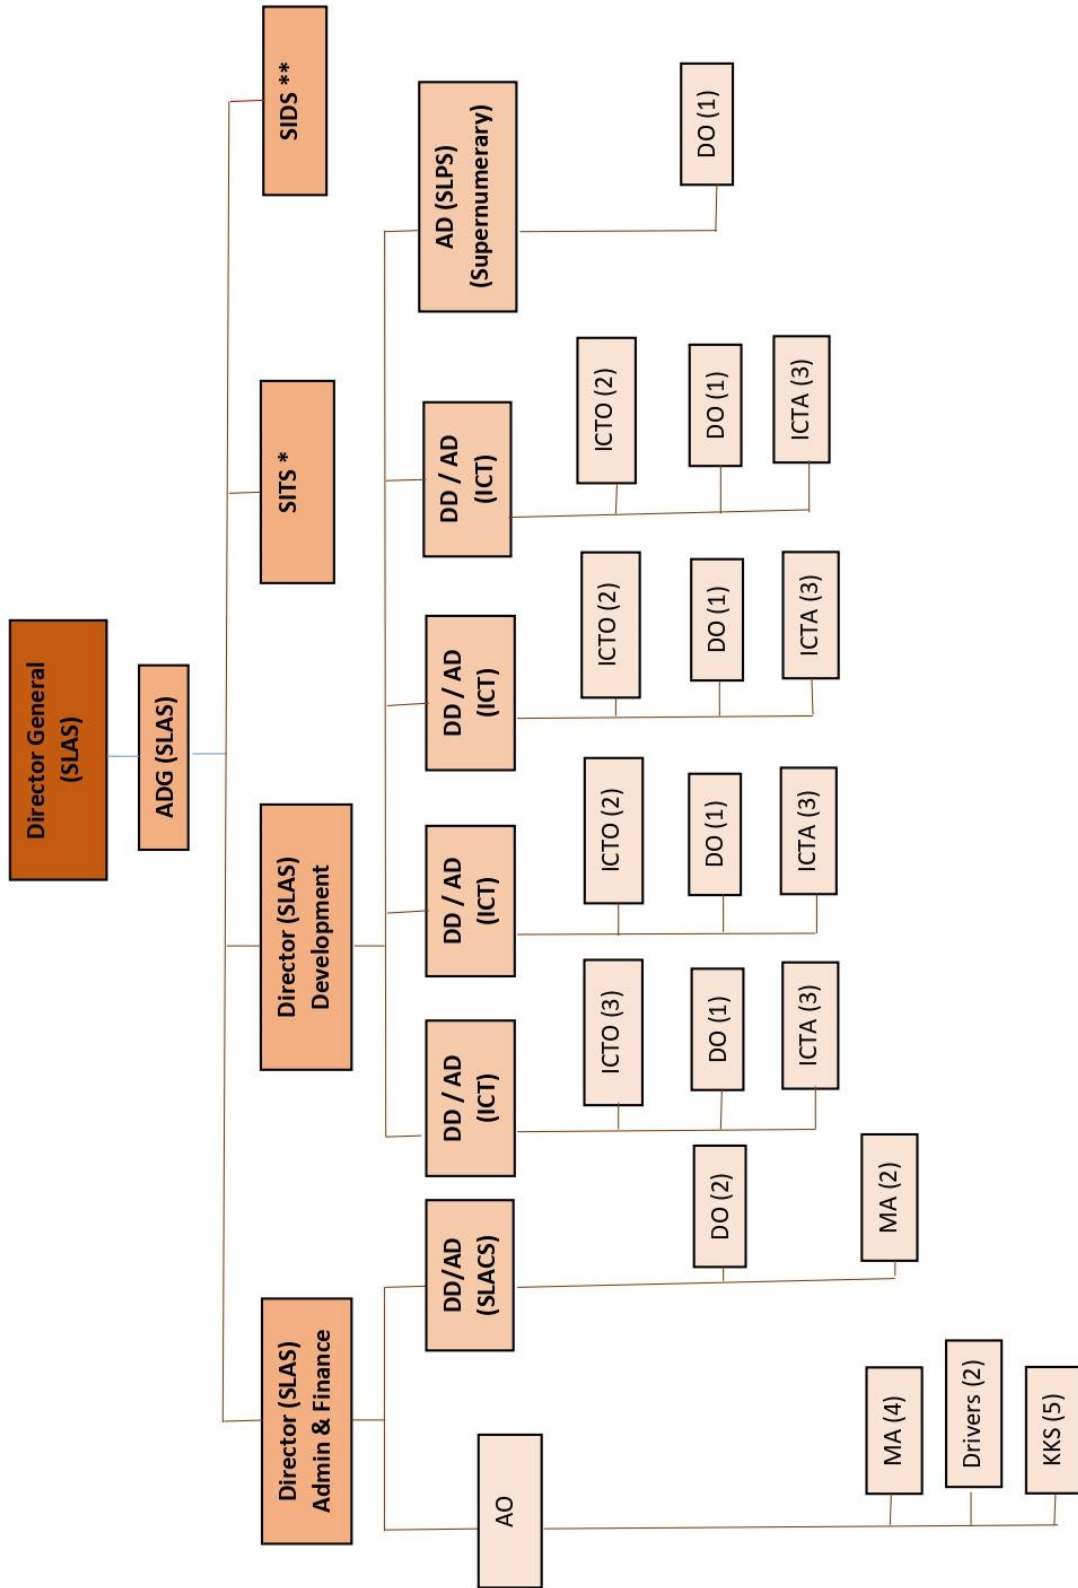 Director General
(SLAS)
ADG (SLAS)
Director (SLAS)
Admin & Finance
Director (SLAS)
Development
SITS *
SIDS **
AO
DD/AD
(SLACS)
DD / AD
(ICT)
DD / AD
(ICT)
DD / AD
(ICT)
DD / AD
(ICT)
AD (SLPS)
(Supernumerary)
MA (4)
Drivers (2)
KKS (5)
DO (2)
MA (2)
ICTO (3)
DO (1)
ICTA (3)
ICTO (2)
DO (1)
ICTA (3)
ICTO (2)
DO (1)
ICTA (3)
ICTO (2)
DO (1)
ICTA (3)
DO (1)